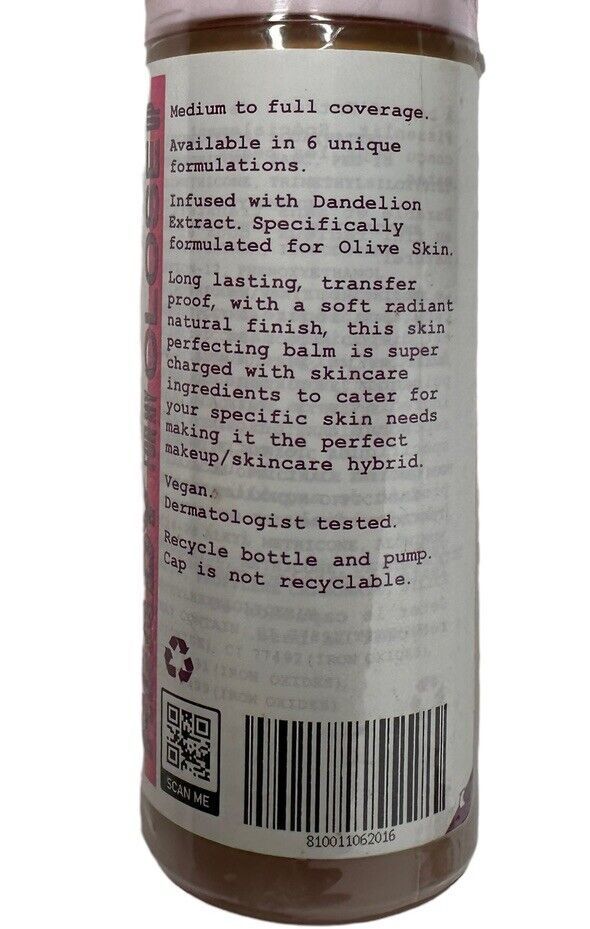 Medium to full coverage.
Available in 6 unique
formulations.
Infused with Dandelion
Extract. Specifically
formulated for Olive Skin.
Long lasting, transfer
proof, with a soft radiant
natural finish, this skin
perfecting balm is super
charged with skincare
ingredients to cater for
your specific skin needs
making it the perfect
makeup/skincare hybrid.
Vegan.
Dermatologist tested.
Recycle bottle and pump.
Cap is not recyclable.
SCAN ME
810011062016
CLOSE UP